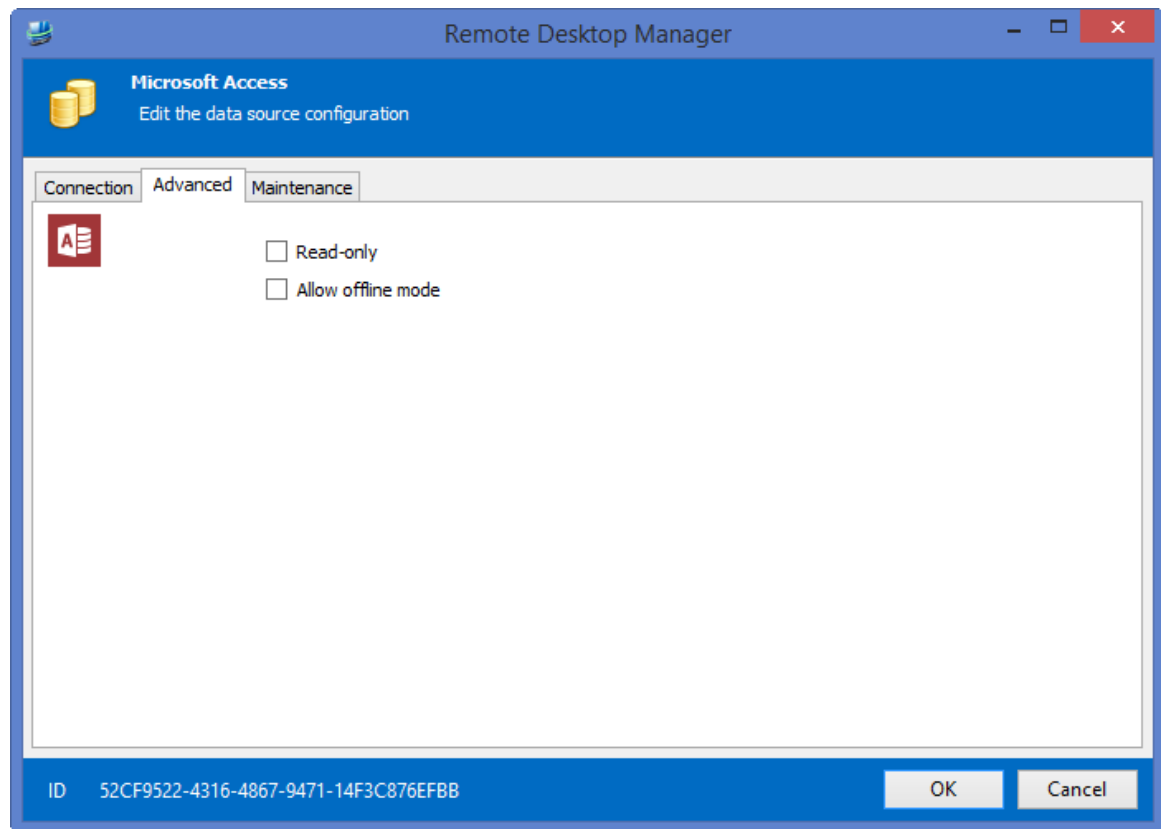 Remote Desktop Manager
Microsoft Access
Edit the data source configuration
Connection Advanced Maintenance
A
Read-only
Allow offline mode
ID 52CF9522-4316-4867-9471-14F3C876EFBB OK Cancel